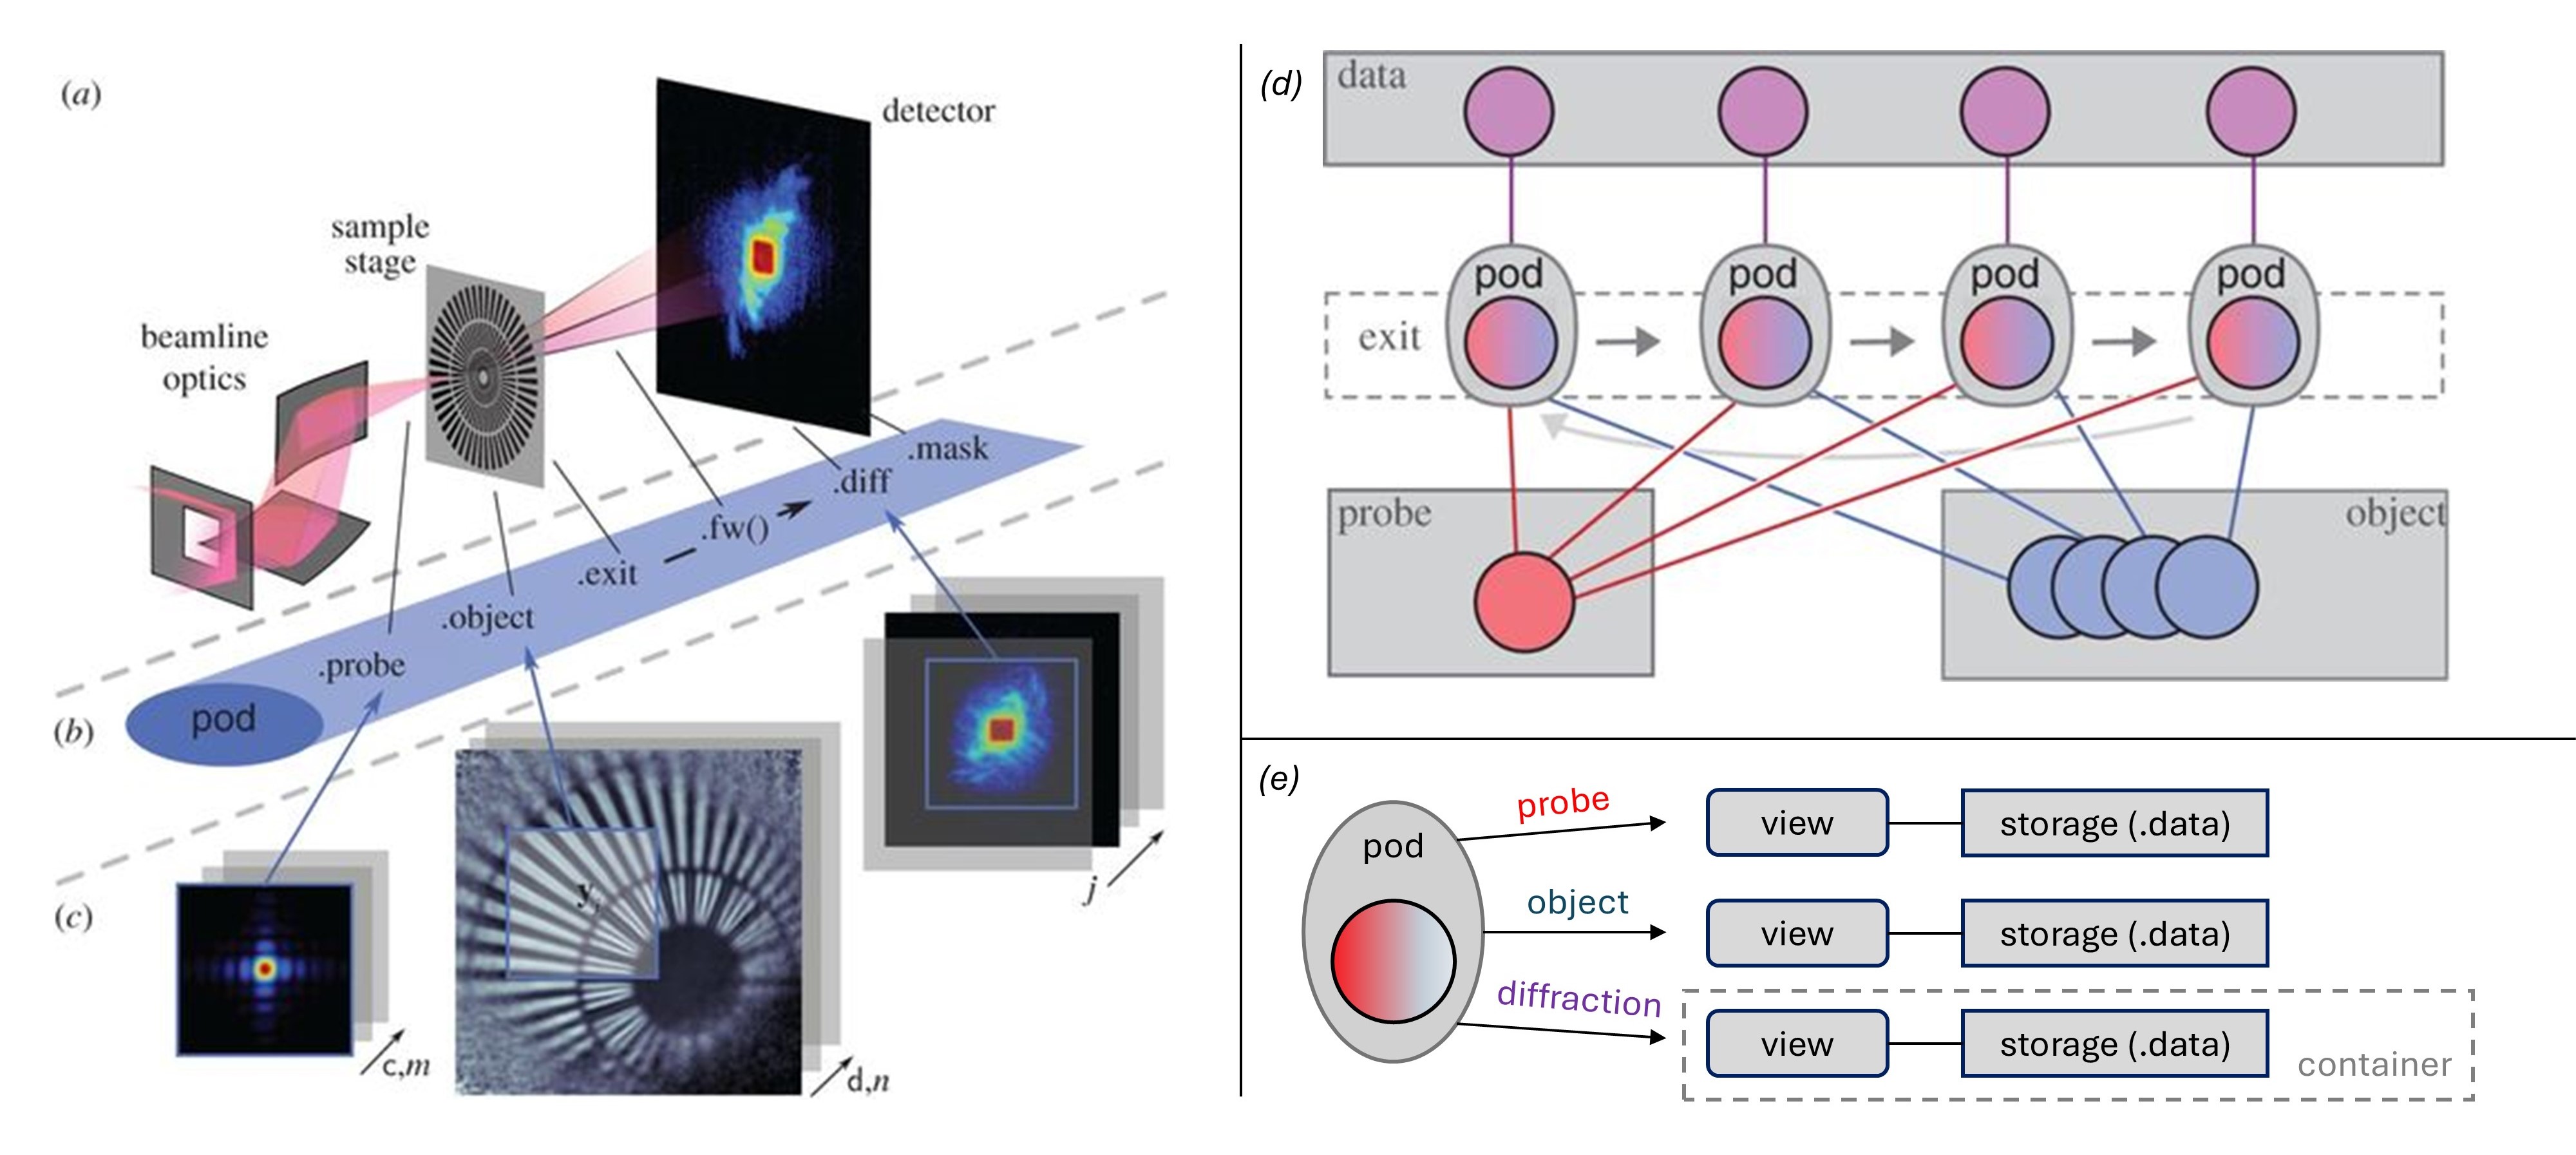 (a)
detector
sample
stage
beamline
optics
.mask
.diff
.fw()
.exit
.object
.probe
(b)
pod
(c)
y
c,m
d,n
j
(d)
data
pod
pod
pod
pod
exit
probe
object
(e)
pod
probe
view
storage (.data)
object
view
storage (.data)
diffraction
view
storage (.data)
container